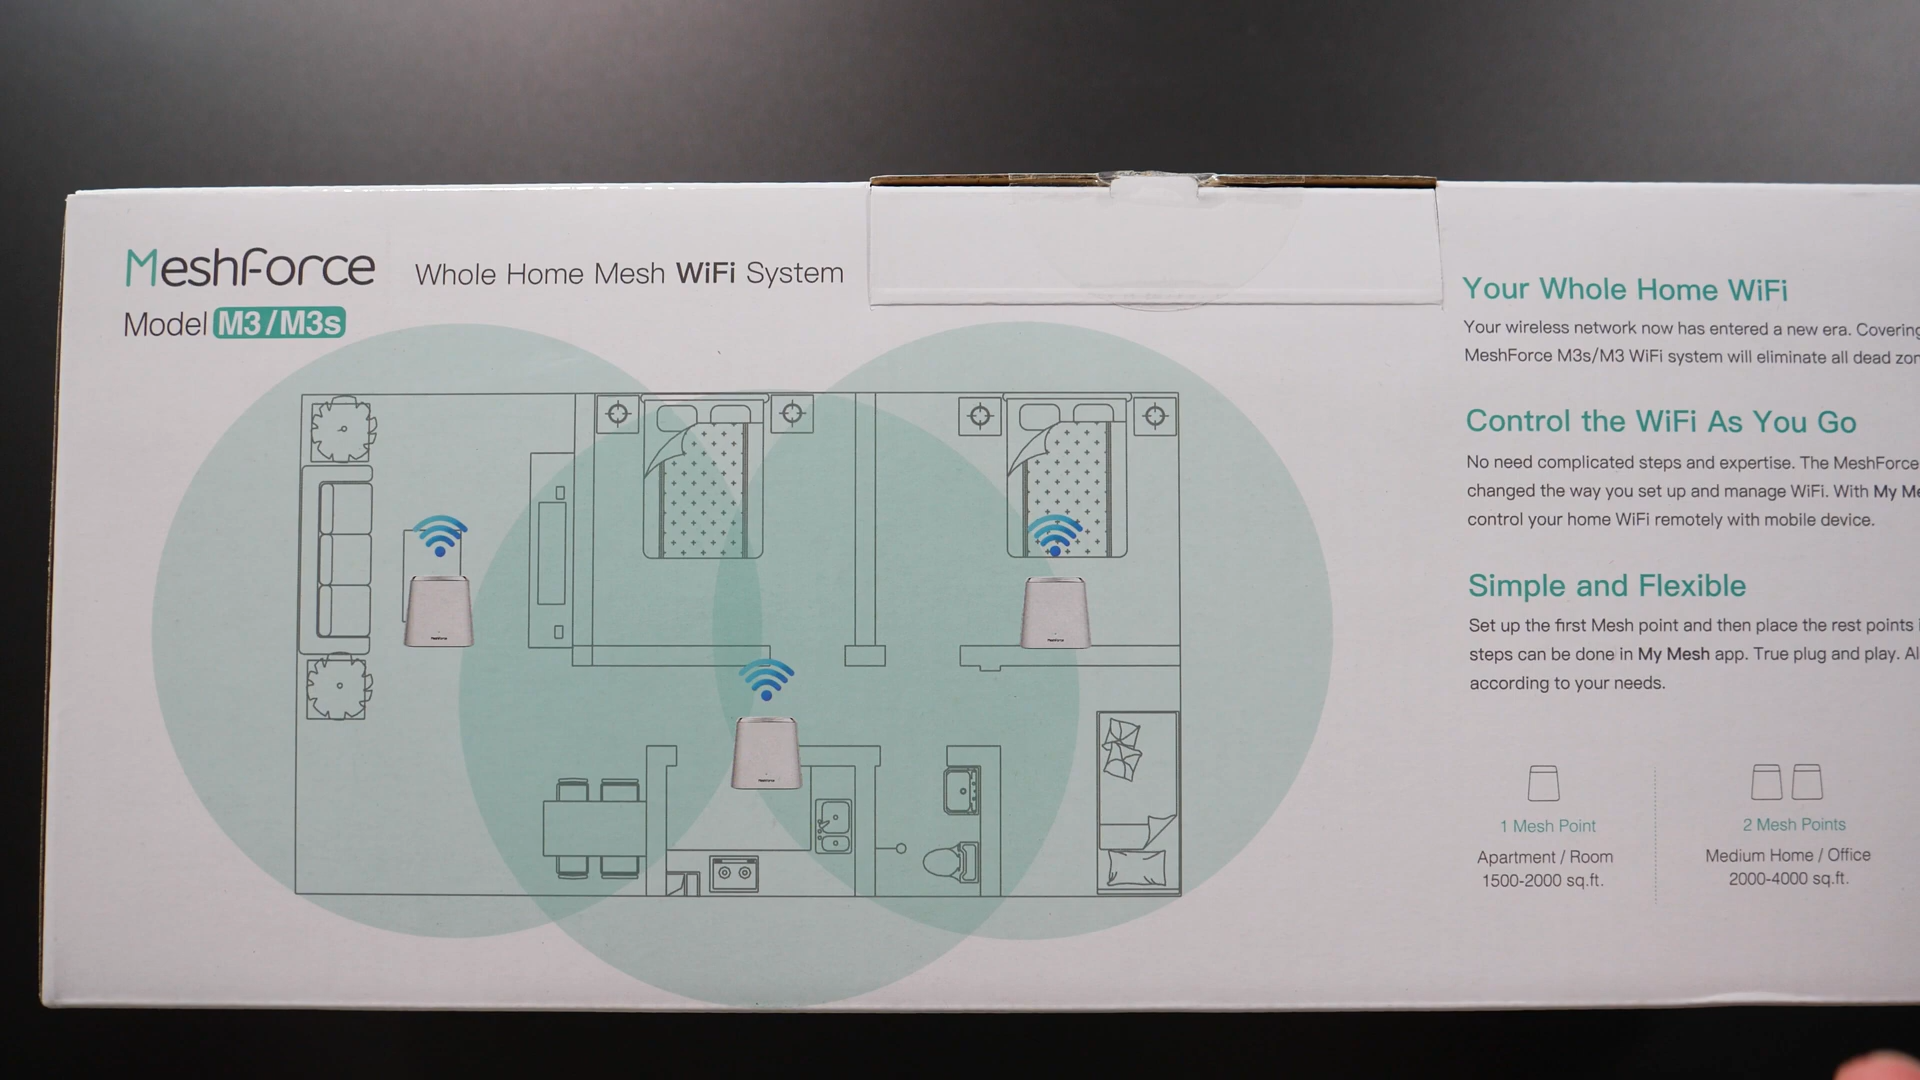 MeshForce
Whole Home Mesh WiFi System
Model M3/M3s
Your Whole Home WiFi
Your wireless network now has entered a new era. Covering
MeshForce M3s/M3 WiFi system will eliminate all dead
Control the WiFi As You Go
No need complicated steps and expertise. The MeshForce
changed the way you set up and manage WiFi. With My
control your home WiFi remotely with mobile device.
Simple and Flexible
Set up the first Mesh point and then place the rest points
steps can be done in My Mesh app. True plug and play.
according to your needs.
1 Mesh Point
Apartment / Room
1500-2000 sq.ft.
2 Mesh Points
Medium Home / Office
2000-4000 sq.ft.
MeshForce
MeshForce
MeshForce